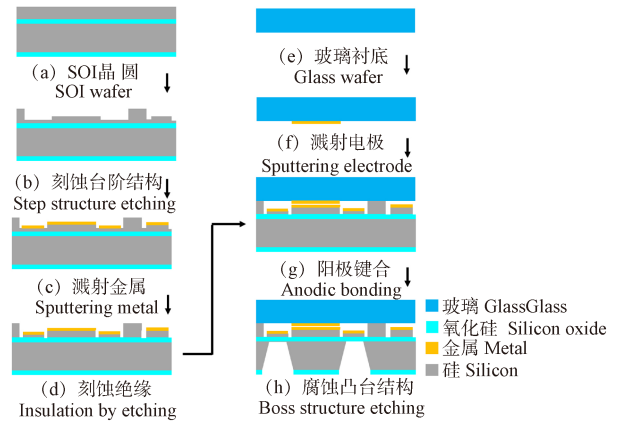 (a) SOI晶 圆
SOI wafer
(b) 刻蚀台阶结构
Step structure etching
(c) 溅射金属
Sputtering metal
(d) 刻蚀绝缘
Insulation by etching
(e) 玻璃衬底
Glass wafer
(f) 溅射电极
Sputtering electrode
(g) 阳极键合
Anodic bonding
(h) 腐蚀凸台结构
Boss structure etching
玻璃 GlassGlass
氧化硅 Silicon oxide
金属 Metal
硅 Silicon